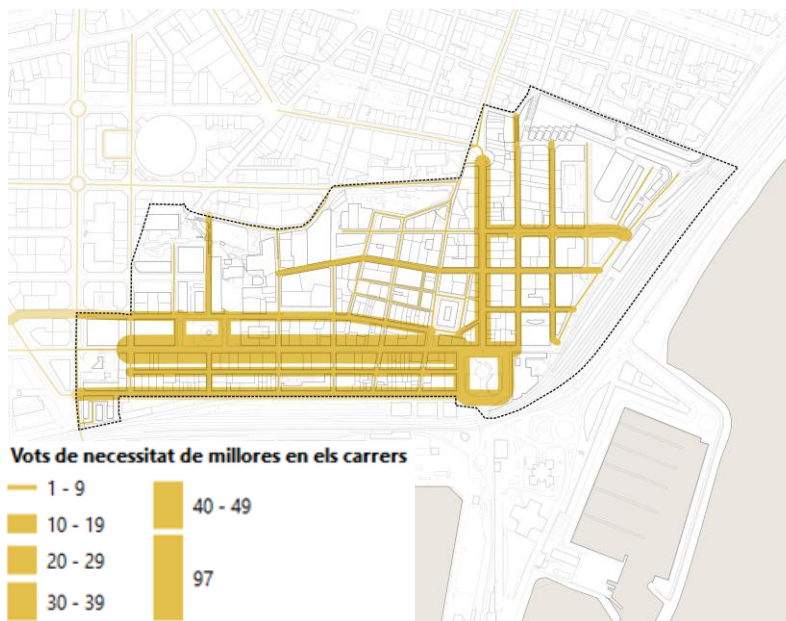 Vots de necessitat de millores en els carrers
1 - 9
10 - 19
20 - 29
30 - 39
40 - 49
97